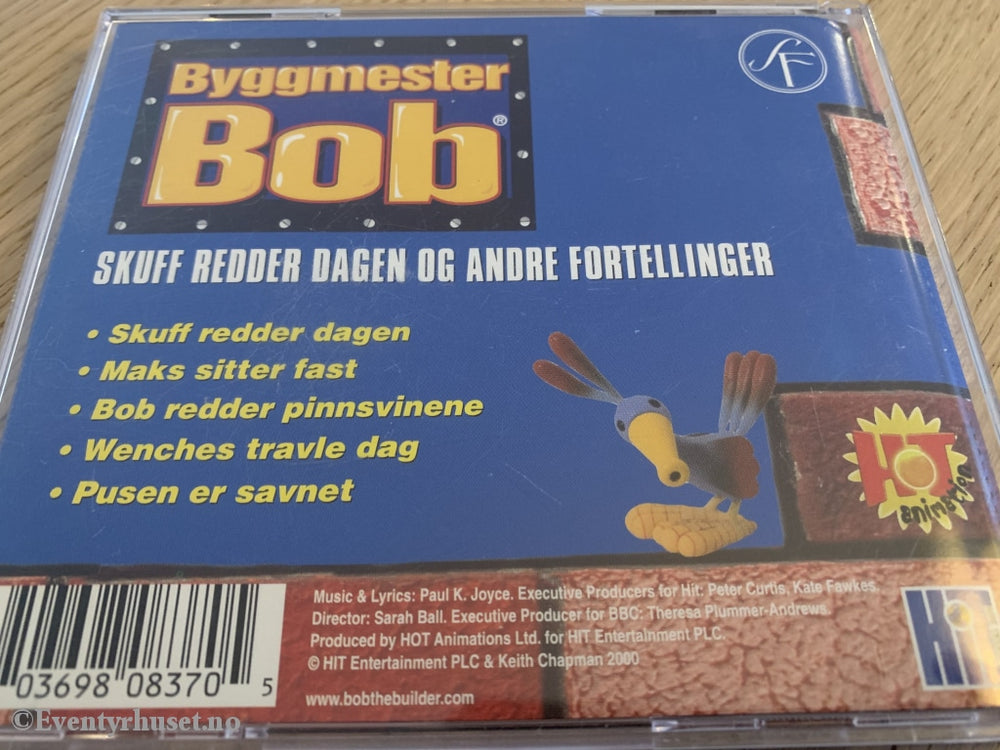 Byggmester
Bob®
SF
SKUFF REDDER DAGEN OG ANDRE FORTELLINGER
• Skuff redder dagen
• Maks sitter fast
• Bob redder pinnsvinene
• Wenches travle dag
• Pusen er savnet
HOT
animation
Music & Lyrics: Paul K. Joyce. Executive Producers for Hit: Peter Curtis, Kate Fawkes.
Director: Sarah Ball. Executive Producer for BBC: Theresa Plummer-Andrews.
Produced by HOT Animations Ltd. for HIT Entertainment PLC.
© HIT Entertainment PLC & Keith Chapman 2000
www.bobthebuilder.com
HiT
03698 08370 5
©Eventyrhuset.no